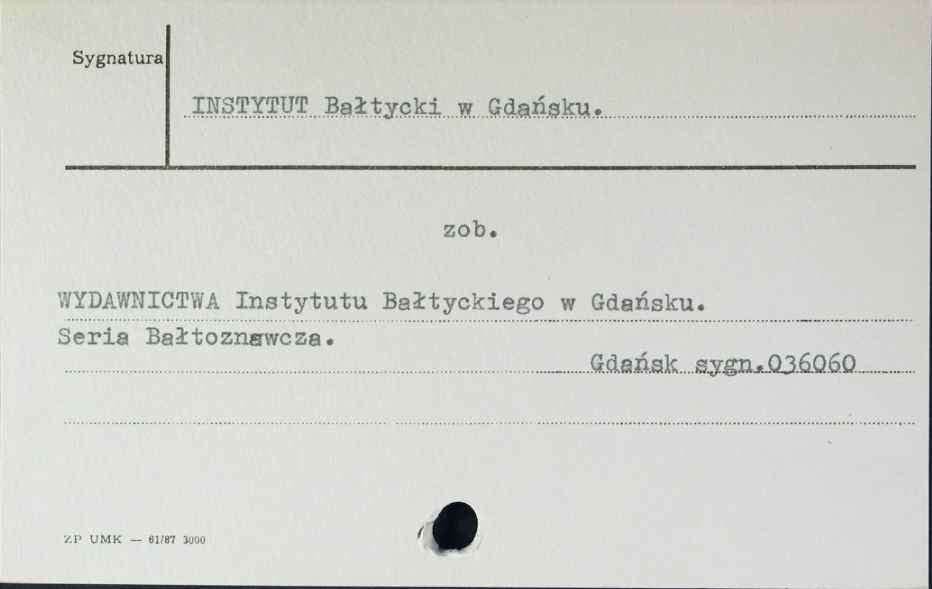 Sygnatura
INSTYTUT Bałtycki w Gdańsku.
zob.
WYDAWNICTWA Instytutu Bałtyckiego w Gdańsku.
Seria Bałtoznawcza.
Gdańsk sygn.036060
ZP UMK — 61/87 3000